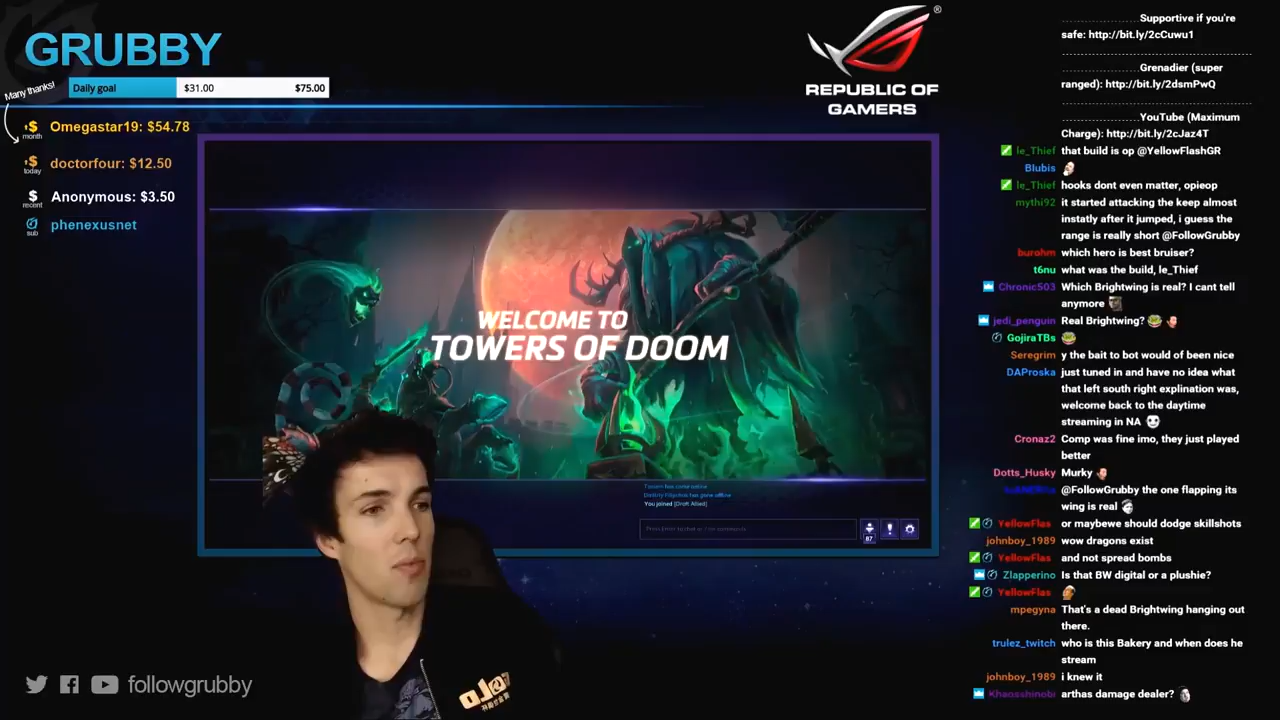 GRUBBY
Many thanks!
Daily goal
$31.00
$75.00
month
Omegastar19: $54.78
today
doctorfour: $12.50
recent
Anonymous: $3.50
sub
phenexusnet
REPUBLIC OF
GAMERS
WELCOME TO
TOWERS OF DOOM
You joined [Draft Allied]
87
followgrubby
Supportive if you're
safe: http://bit.ly/2cCuwu1
Grenadier (super
ranged): http://bit.ly/2dsmPwQ
YouTube (Maximum
Charge): http://bit.ly/2cJaz4T
le_Thief that build is op @YellowFlashGR
Blubis
le_Thief hooks dont even matter, opieop
mythi92 it started attacking the keep almost
instatly after it jumped, i guess the
range is really short @FollowGrubby
burohm which hero is best bruiser?
t6nu what was the build, le_Thief
Chronic503 Which Brightwing is real? I cant tell
anymore
jedi_penguin Real Brightwing?
GojiraTBs
Seregrim y the bait to bot would of been nice
DAProska just tuned in and have no idea what
that left south right explination was,
welcome back to the daytime
streaming in NA
Cronaz2 Comp was fine imo, they just played
better
Dotts_Husky Murky
@FollowGrubby the one flapping its
wing is real
YellowFlas or maybewe should dodge skillshots
johnboy_1989 wow dragons exist
YellowFlas and not spread bombs
Zlapperino Is that BW digital or a plushie?
YellowFlas
mpegyna That's a dead Brightwing hanging out
there.
trulez_twitch who is this Bakery and when does he
stream
johnboy_1989 i knew it
Khaosshinobi arthas damage dealer?